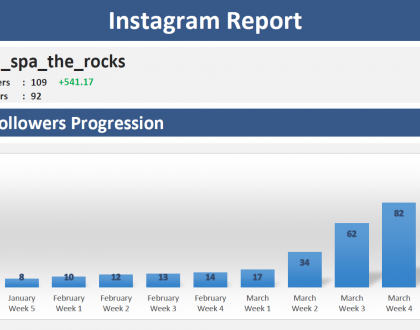 Instagram Report
_spa_the_rocks
ers : 109 +541.17
rs : 92
ollowers Progression
8 10 12 13 14 17 34 62 82
January February February February February March March March March
Week 5 Week 1 Week 2 Week 3 Week 4 Week 1 Week 2 Week 3 Week 4